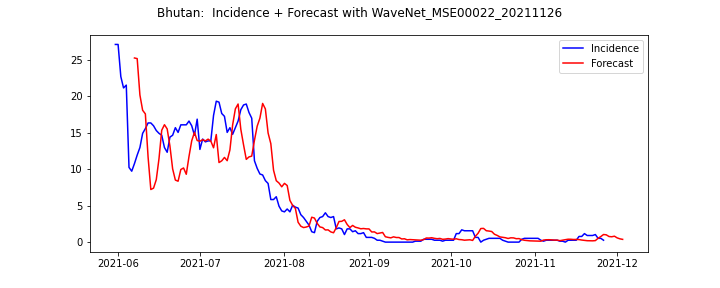 Bhutan:  Incidence + Forecast with WaveNet_MSE00022_20211126
Incidence
Forecast
25
20
15
10
5
0
2021-06 2021-07 2021-08 2021-09 2021-10 2021-11 2021-12